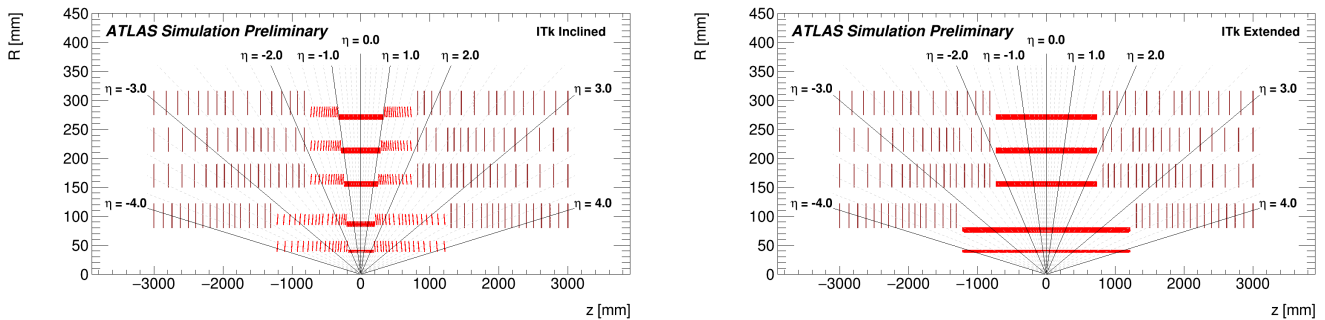 R [mm]
450
400
350
300
250
200
150
100
50
0
ATLAS Simulation Preliminary
ITk Inclined
η = 0.0
η = -2.0
η = -1.0
η = 1.0
η = 2.0
η = -3.0
η = 3.0
η = -4.0
η = 4.0
−3000
−2000
−1000
0
1000
2000
3000
z [mm]
R [mm]
450
400
350
300
250
200
150
100
50
0
ATLAS Simulation Preliminary
ITk Extended
η = 0.0
η = -2.0
η = -1.0
η = 1.0
η = 2.0
η = -3.0
η = 3.0
η = -4.0
η = 4.0
−3000
−2000
−1000
0
1000
2000
3000
z [mm]